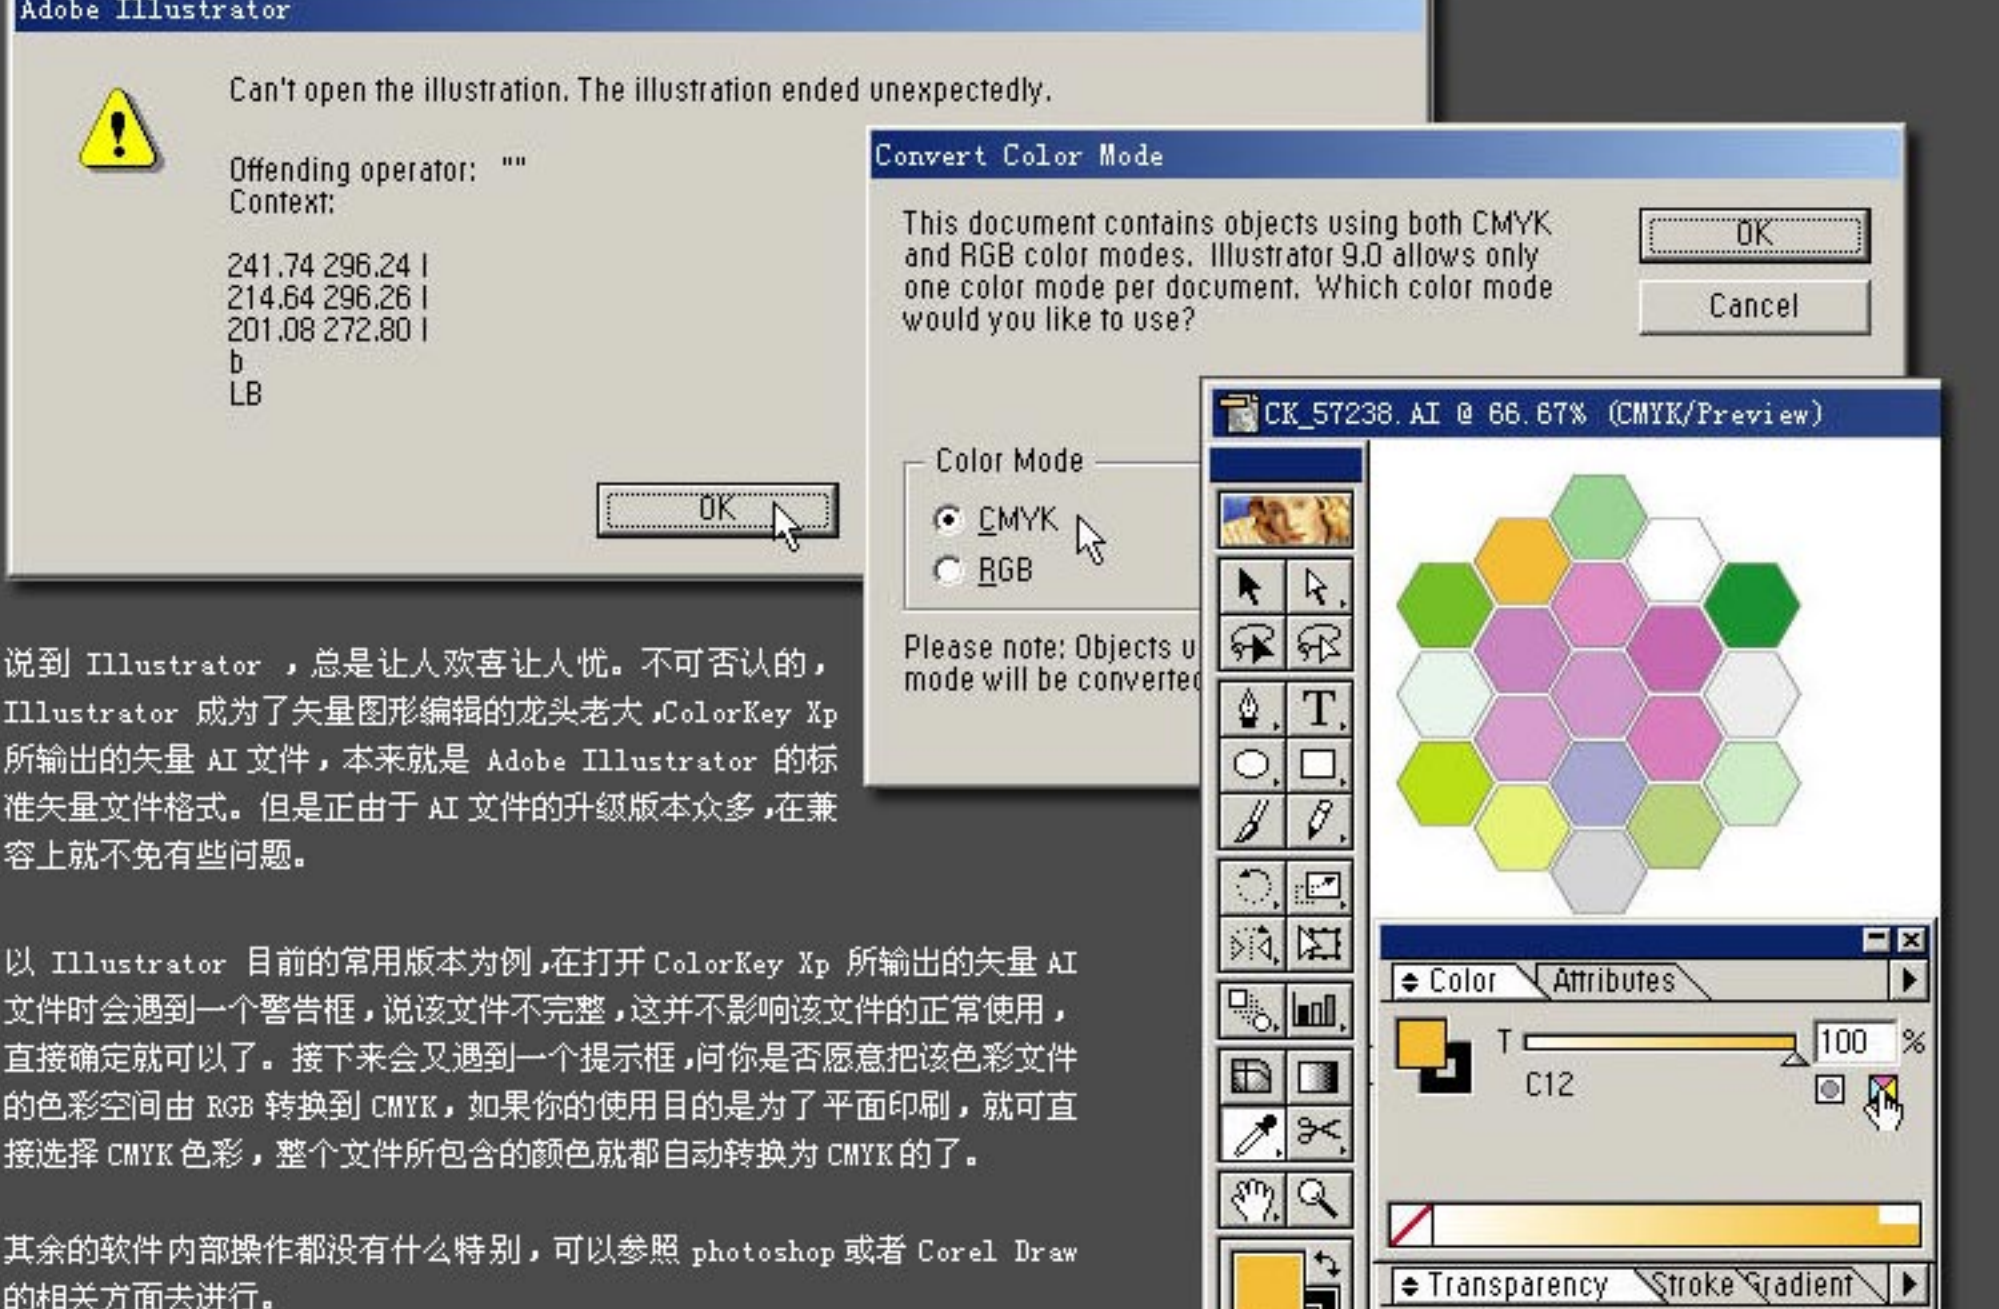 Adobe Illustrator
Can't open the illustration. The illustration ended unexpectedly.
Offending operator: ""
Context:
241.74 296.24 l
214.64 296.26 l
201.08 272.80 l
b
LB
OK
Convert Color Mode
This document contains objects using both CMYK
and RGB color modes. Illustrator 9.0 allows only
one color mode per document. Which color mode
would you like to use?
OK
Cancel
Color Mode
CMYK
RGB
Please note: Objects u
mode will be converted
CK_57238.AI @ 66.67% (CMYK/Preview)
T
Color
Attributes
T
100 %
C12
Transparency
Stroke
Gradient
说到 Illustrator ，总是让人欢喜让人忧。不可否认的，
Illustrator 成为了矢量图形编辑的龙头老大，ColorKey Xp
所输出的矢量 AI 文件，本来就是 Adobe Illustrator 的标
准矢量文件格式。但是正由于 AI 文件的升级版本众多，在兼
容上就不免有些问题。
以 Illustrator 目前的常用版本为例，在打开 ColorKey Xp 所输出的矢量 AI
文件时会遇到一个警告框，说该文件不完整，这并不影响该文件的正常使用，
直接确定就可以了。接下来会又遇到一个提示框，问你是否愿意把该色彩文件
的色彩空间由 RGB 转换到 CMYK，如果你的使用目的是为了平面印刷，就可直
接选择 CMYK 色彩，整个文件所包含的颜色就都自动转换为 CMYK 的了。
其余的软件内部操作都没有什么特别，可以参照 photoshop 或者 Corel Draw
的相关方面去进行。